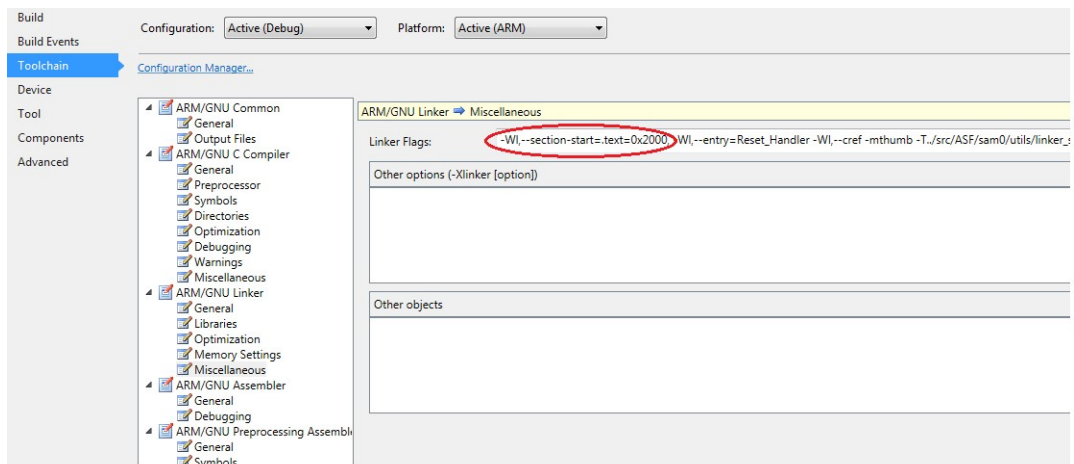 Build
Build Events
Toolchain
Device
Tool
Components
Advanced
Configuration: Active (Debug) Platform: Active (ARM)
Configuration Manager...
ARM/GNU Common
General
Output Files
ARM/GNU C Compiler
General
Preprocessor
Symbols
Directories
Optimization
Debugging
Warnings
Miscellaneous
ARM/GNU Linker
General
Libraries
Optimization
Memory Settings
Miscellaneous
ARM/GNU Assembler
General
Debugging
ARM/GNU Preprocessing Assemble
General
Symbols
ARM/GNU Linker ➡ Miscellaneous
Linker Flags: -Wl,--section-start=.text=0x2000, -Wl,--entry=Reset_Handler -Wl,--cref -mthumb -T../src/ASF/sam0/utils/linker_s
Other options (-Xlinker [option])
Other objects